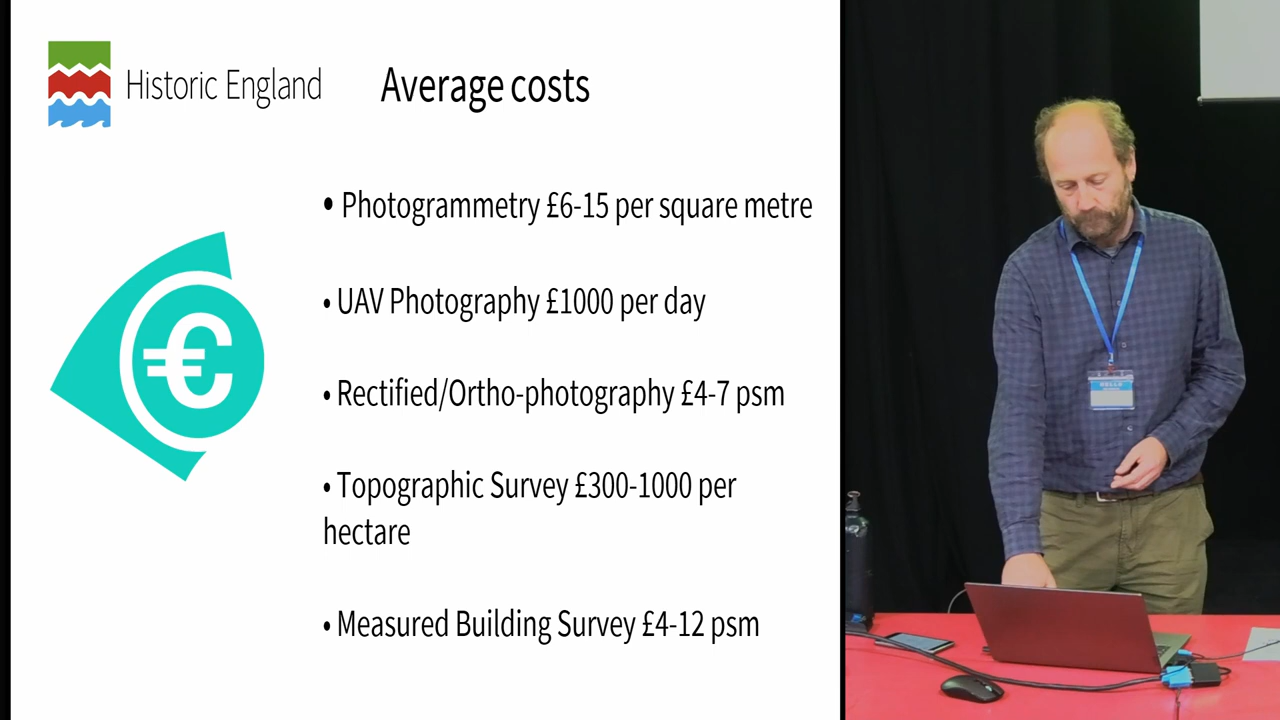 Historic England
Average costs
• Photogrammetry £6-15 per square metre
• UAV Photography £1000 per day
• Rectified/Ortho-photography £4-7 psm
• Topographic Survey £300-1000 per
hectare
• Measured Building Survey £4-12 psm
€